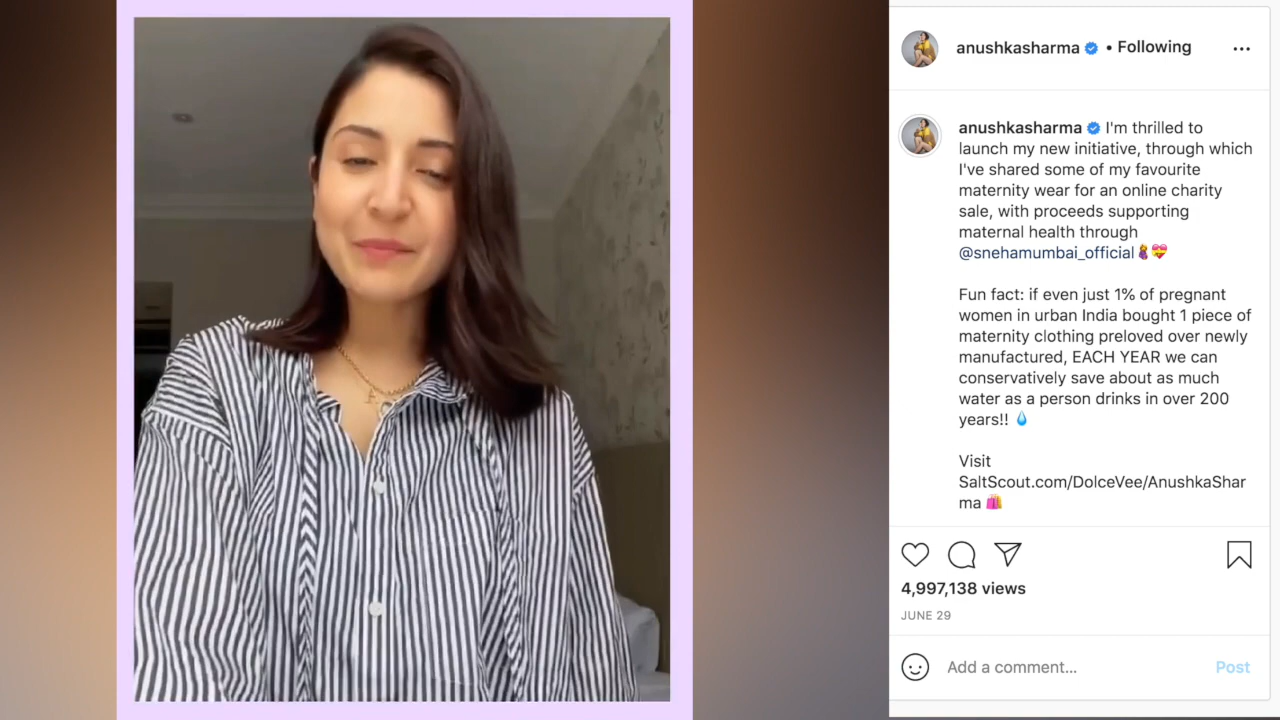 anushkasharma • Following
anushkasharma I'm thrilled to
launch my new initiative, through which
I've shared some of my favourite
maternity wear for an online charity
sale, with proceeds supporting
maternal health through
@snehamumbai_official🤰💝
Fun fact: if even just 1% of pregnant
women in urban India bought 1 piece of
maternity clothing preloved over newly
manufactured, EACH YEAR we can
conservatively save about as much
water as a person drinks in over 200
years!! 💧
Visit
SaltScout.com/DolceVee/AnushkaShar
ma 🛍️
4,997,138 views
JUNE 29
Add a comment...
Post